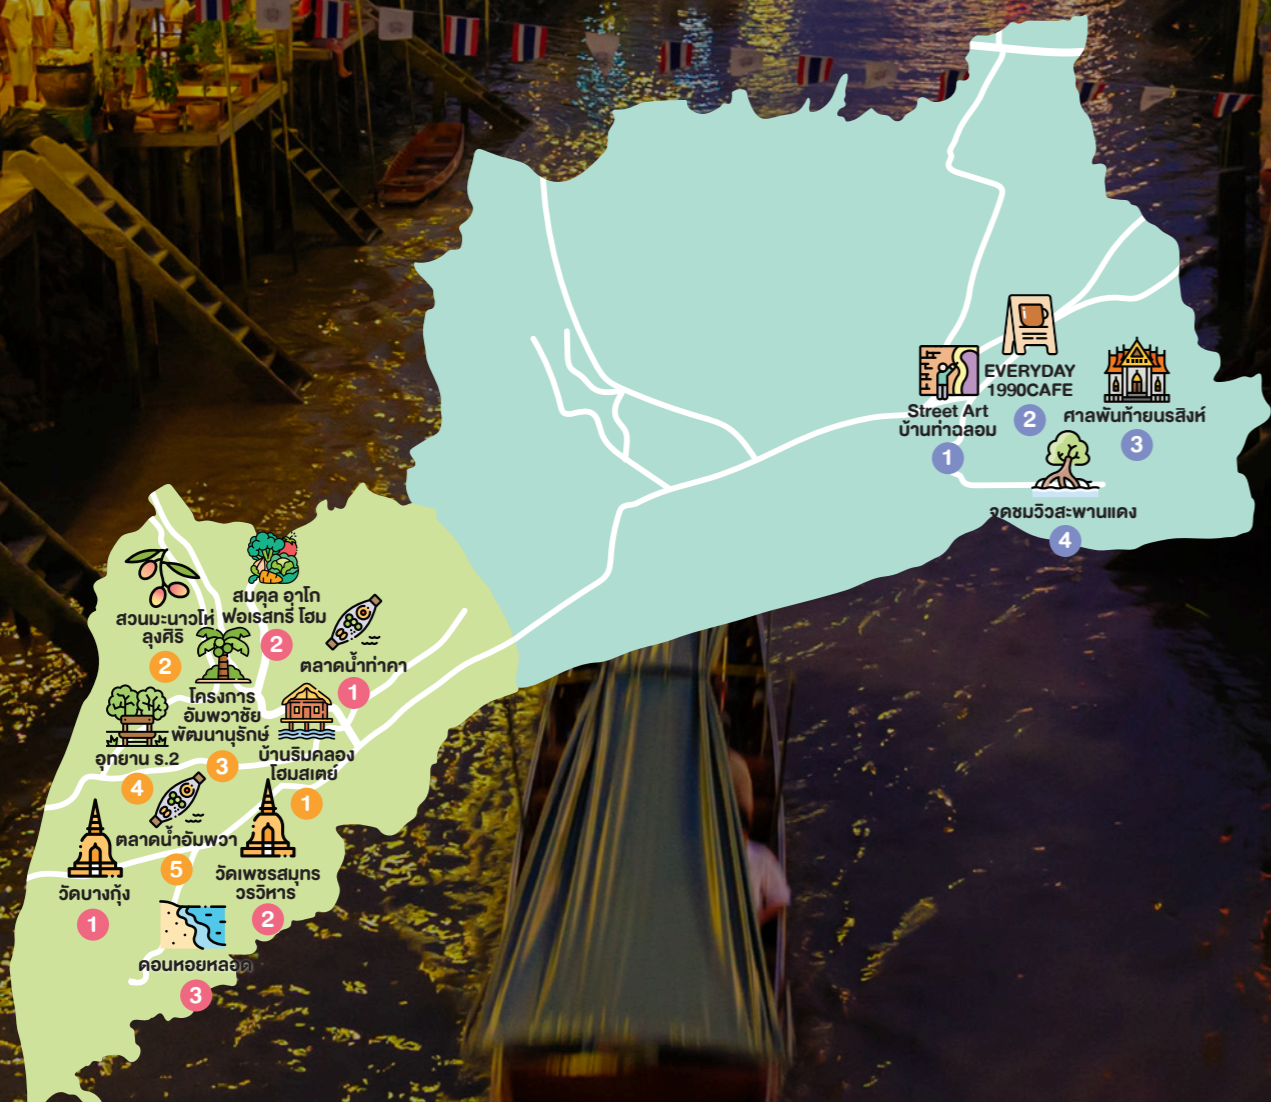 EVERYDAY
1990CAFE
2
Street Art
บ้านท่าฉลอม
1
ศาลพันท้ายนรสิงห์
3
จุดชมวิวสะพานแดง
4
สมดุล อาโก
ฟอเรสทรี โฮม
2
สวนมะนาวโห่
ลุงศิริ
2
ตลาดน้ำท่าคา
1
โครงการ
อัมพวาชัย
พัฒนานุรักษ์
3
บ้านริมคลอง
โฮมสเตย์
1
อุทยาน ร.2
4
ตลาดน้ำอัมพวา
5
วัดเพชรสมุทร
วรวิหาร
2
วัดบางกุ้ง
1
ดอนหอยหลอด
3